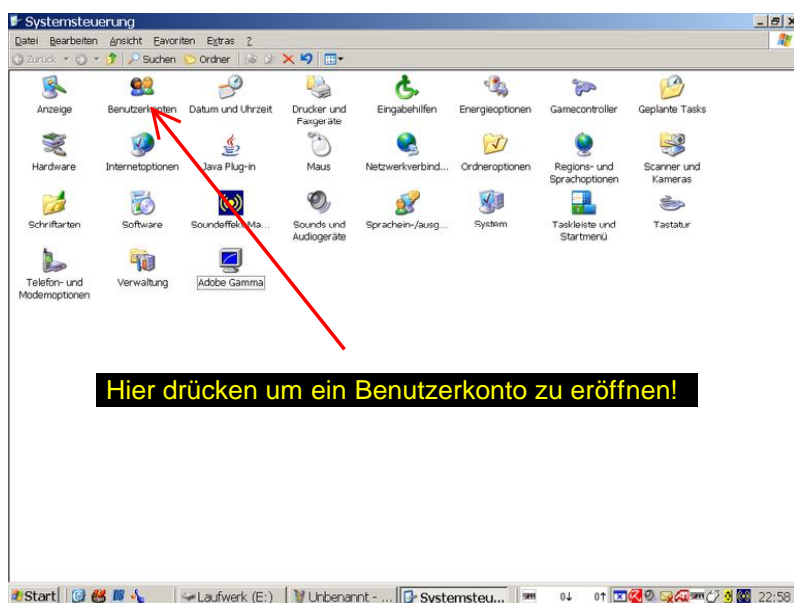 Systemsteuerung
Datei Bearbeiten Ansicht Favoriten Extras ?
Zurück Suchen Ordner
Anzeige Benutzerkonten Datum und Uhrzeit Drucker und Faxgeräte Eingabehilfen Energieoptionen Gamecontroller Geplante Tasks
Hardware Internetoptionen Java Plug-in Maus Netzwerkverbind... Ordneroptionen Regions- und Sprachoptionen Scanner und Kameras
Schriftarten Software Soundeffekt-Ma... Sounds und Audiogeräte Sprachein-/ausg... System Taskleiste und Startmenü Tastatur
Telefon- und Modemoptionen Verwaltung Adobe Gamma
Hier drücken um ein Benutzerkonto zu eröffnen!
Start Laufwerk (E:) Unbenannt - ... Systemsteu... 0↓ 0↑ 22:58